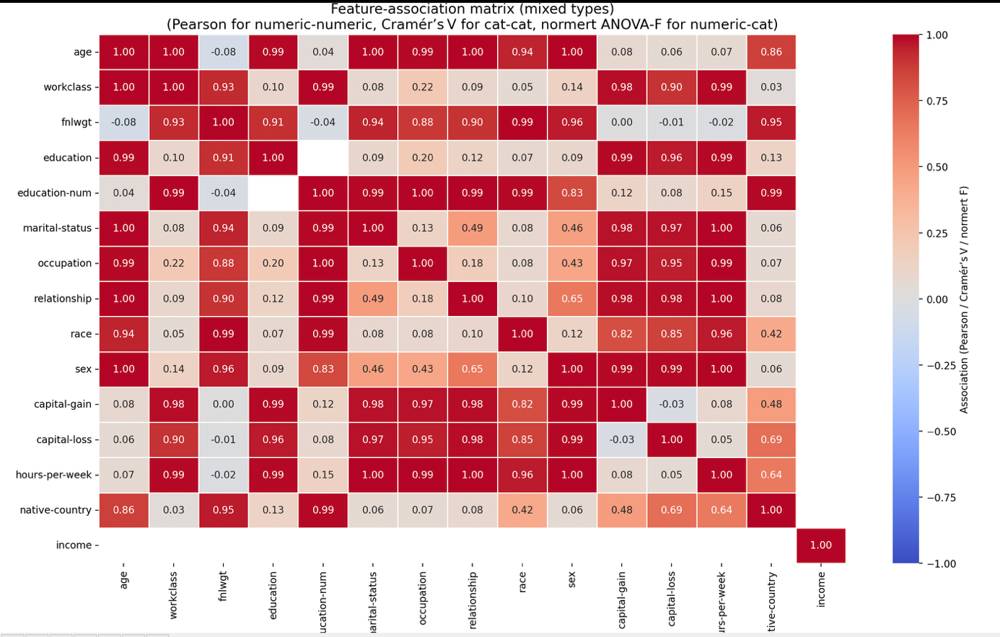 Feature-association matrix (mixed types)
(Pearson for numeric-numeric, Cramér’s V for cat-cat, normert ANOVA-F for numeric-cat)
age 1.00 1.00 -0.08 0.99 0.04 1.00 0.99 1.00 0.94 1.00 0.08 0.06 0.07 0.86
workclass 1.00 1.00 0.93 0.10 0.99 0.08 0.22 0.09 0.05 0.14 0.98 0.90 0.99 0.03
fnlwgt -0.08 0.93 1.00 0.91 -0.04 0.94 0.88 0.90 0.99 0.96 0.00 -0.01 -0.02 0.95
education 0.99 0.10 0.91 1.00 0.09 0.20 0.12 0.07 0.09 0.99 0.96 0.99 0.13
education-num 0.04 0.99 -0.04 1.00 0.99 1.00 0.99 0.99 0.83 0.12 0.08 0.15 0.99
marital-status 1.00 0.08 0.94 0.09 0.99 1.00 0.13 0.49 0.08 0.46 0.98 0.97 1.00 0.06
occupation 0.99 0.22 0.88 0.20 1.00 0.13 1.00 0.18 0.08 0.43 0.97 0.95 0.99 0.07
relationship 1.00 0.09 0.90 0.12 0.99 0.49 0.18 1.00 0.10 0.65 0.98 0.98 1.00 0.08
race 0.94 0.05 0.99 0.07 0.99 0.08 0.08 0.10 1.00 0.12 0.82 0.85 0.96 0.42
sex 1.00 0.14 0.96 0.09 0.83 0.46 0.43 0.65 0.12 1.00 0.99 0.99 1.00 0.06
capital-gain 0.08 0.98 0.00 0.99 0.12 0.98 0.97 0.98 0.82 0.99 1.00 -0.03 0.08 0.48
capital-loss 0.06 0.90 -0.01 0.96 0.08 0.97 0.95 0.98 0.85 0.99 -0.03 1.00 0.05 0.69
hours-per-week 0.07 0.99 -0.02 0.99 0.15 1.00 0.99 1.00 0.96 1.00 0.08 0.05 1.00 0.64
native-country 0.86 0.03 0.95 0.13 0.99 0.06 0.07 0.08 0.42 0.06 0.48 0.69 0.64 1.00
income 1.00
age
workclass
fnlwgt
education
ucation-num
arital-status
occupation
relationship
race
sex
capital-gain
capital-loss
urs-per-week
tive-country
income
1.00
0.75
0.50
0.25
0.00
−0.25
−0.50
−0.75
−1.00
Association (Pearson / Cramér’s V / normert F)